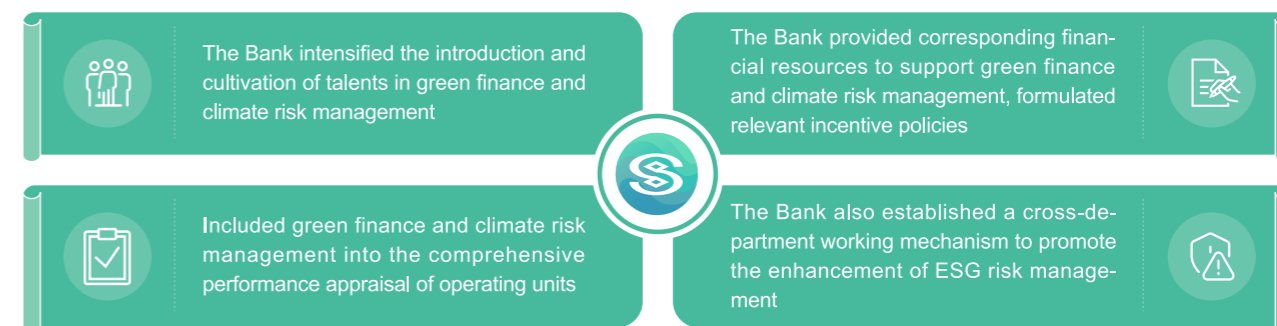 The Bank intensified the introduction and
cultivation of talents in green finance and
climate risk management
The Bank provided corresponding finan-
cial resources to support green finance
and climate risk management, formulated
relevant incentive policies
Included green finance and climate risk
management into the comprehensive
performance appraisal of operating units
The Bank also established a cross-de-
partment working mechanism to promote
the enhancement of ESG risk manage-
ment